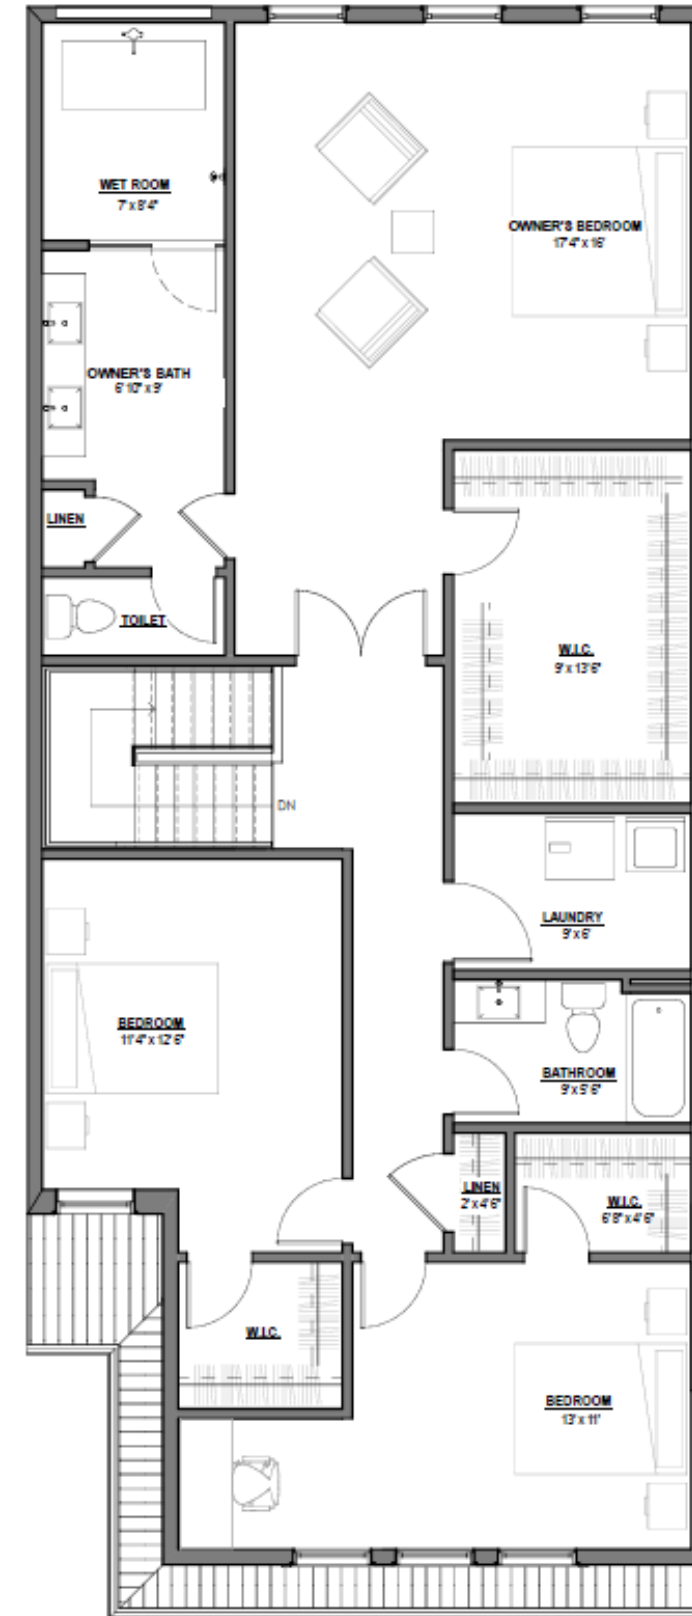 WET ROOM
7' x 8'4"
OWNER'S BEDROOM
17'4" x 16'
OWNER'S BATH
6'10" x 9'
LINEN
TOILET
W.I.C.
9' x 13'6"
DN
LAUNDRY
9' x 6'
BEDROOM
11'4" x 12'6"
BATHROOM
9' x 5'6"
LINEN
2' x 4'6"
W.I.C.
6'8" x 4'6"
W.I.C.
BEDROOM
13' x 11'